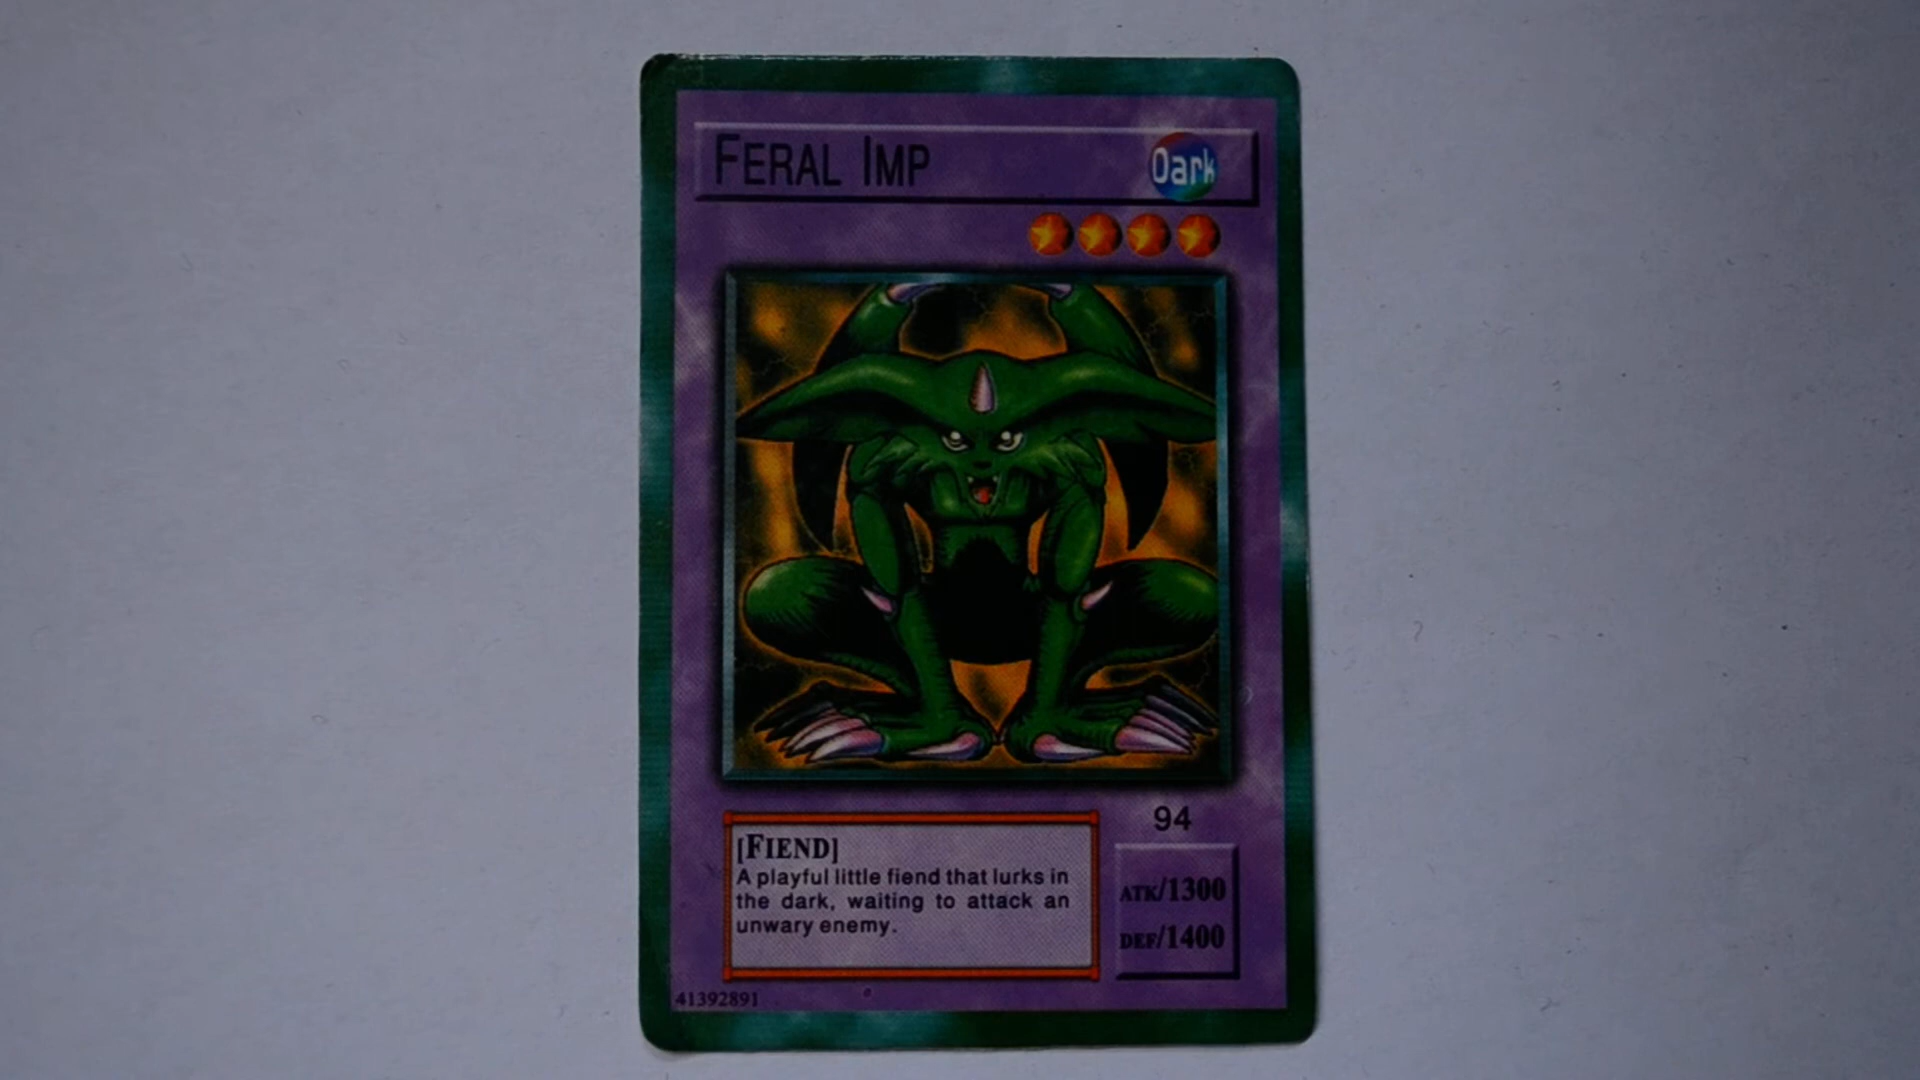 FERAL IMP
Dark
[FIEND]
A playful little fiend that lurks in
the dark, waiting to attack an
unwary enemy.
94
ATK/1300
DEF/1400
41392891